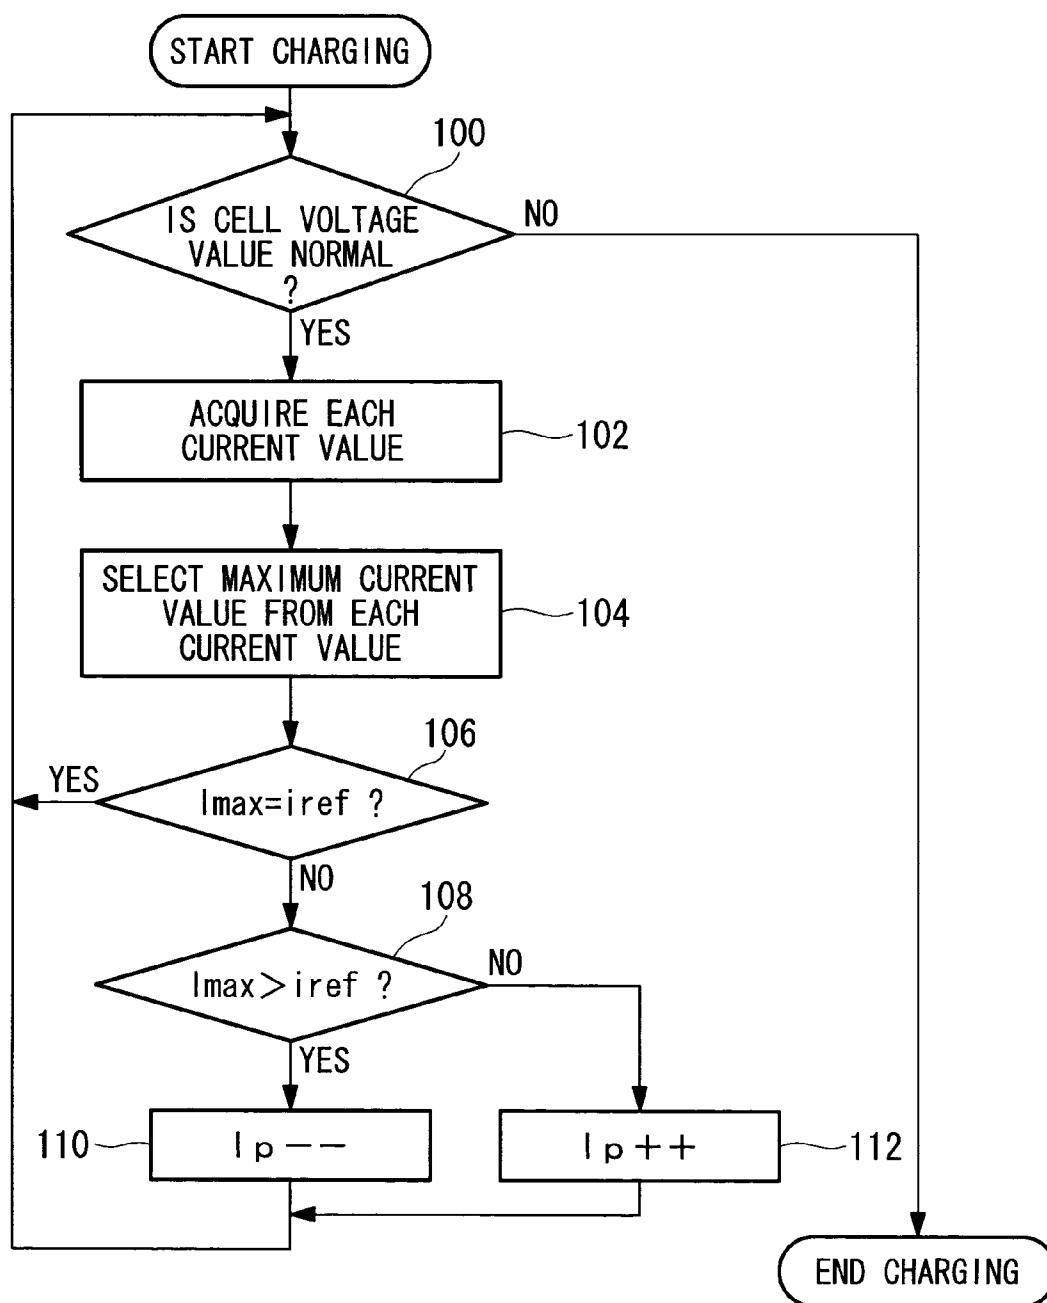 START CHARGING
100
IS CELL VOLTAGE
VALUE NORMAL
?
NO
YES
ACQUIRE EACH
CURRENT VALUE
102
SELECT MAXIMUM CURRENT
VALUE FROM EACH
CURRENT VALUE
104
106
YES
Imax=iref ?
NO
108
Imax>iref ?
NO
YES
110
Ip−−
Ip++
112
END CHARGING